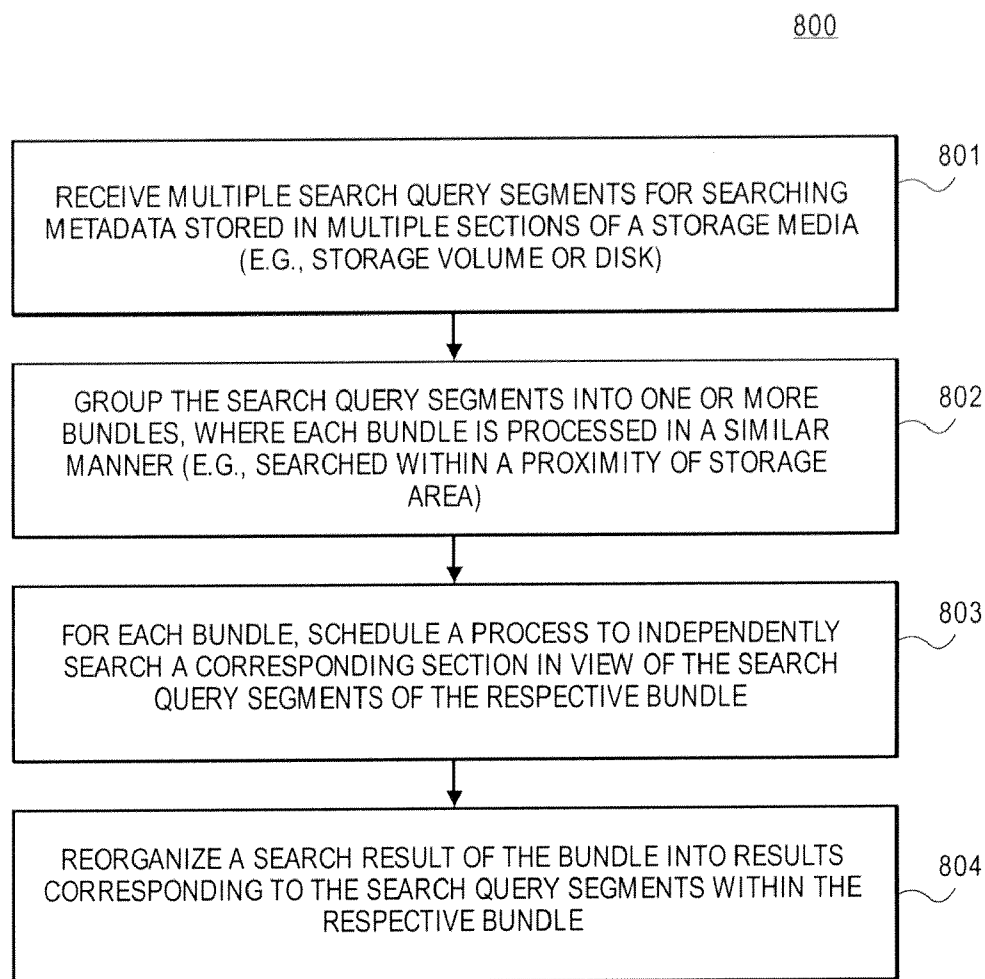 800
801
RECEIVE MULTIPLE SEARCH QUERY SEGMENTS FOR SEARCHING
METADATA STORED IN MULTIPLE SECTIONS OF A STORAGE MEDIA
(E.G., STORAGE VOLUME OR DISK)
802
GROUP THE SEARCH QUERY SEGMENTS INTO ONE OR MORE
BUNDLES, WHERE EACH BUNDLE IS PROCESSED IN A SIMILAR
MANNER (E.G., SEARCHED WITHIN A PROXIMITY OF STORAGE
AREA)
803
FOR EACH BUNDLE, SCHEDULE A PROCESS TO INDEPENDENTLY
SEARCH A CORRESPONDING SECTION IN VIEW OF THE SEARCH
QUERY SEGMENTS OF THE RESPECTIVE BUNDLE
804
REORGANIZE A SEARCH RESULT OF THE BUNDLE INTO RESULTS
CORRESPONDING TO THE SEARCH QUERY SEGMENTS WITHIN THE
RESPECTIVE BUNDLE